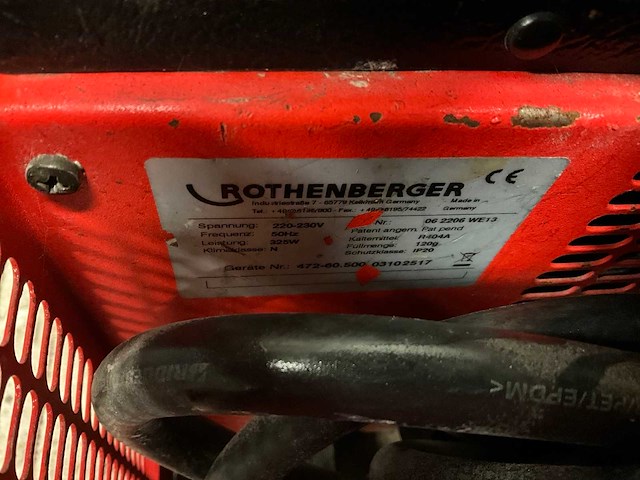 ROTHENBERGER CE
Industriestraße 7 - 65779 Kelkheim Germany Made in
Germany
Spannung: 220-230V Nr.: 06 2206 WE13
Frequenz: 50Hz Patent angem. Pat pend
Leistung: 325W Kältemittel: R404A
Klimaklasse: N Füllmenge: 120g
Schutzklasse: IP20
Geräte Nr.: 472-60.500 03102517
ET/EPDM<